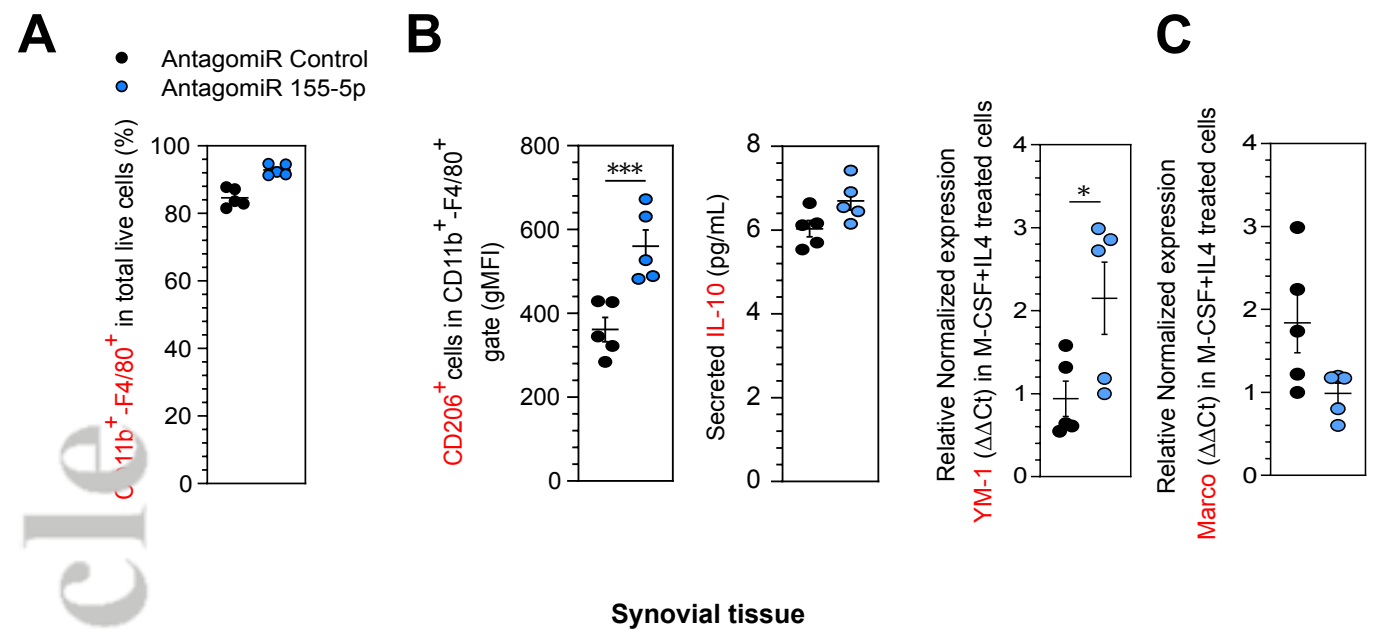 A
AntagomiR Control
AntagomiR 155-5p
CD11b⁺-F4/80⁺ in total live cells (%)
100
80
60
40
20
0
B
CD206⁺ cells in CD11b⁺-F4/80⁺
gate (gMFI)
800
600
400
200
0
***
Secreted IL-10 (pg/mL)
8
6
4
2
0
Relative Normalized expression
YM-1 (ΔΔCt) in M-CSF+IL4 treated cells
4
3
2
1
0
*
C
Relative Normalized expression
Marco (ΔΔCt) in M-CSF+IL4 treated cells
4
3
2
1
0
Synovial tissue
cle